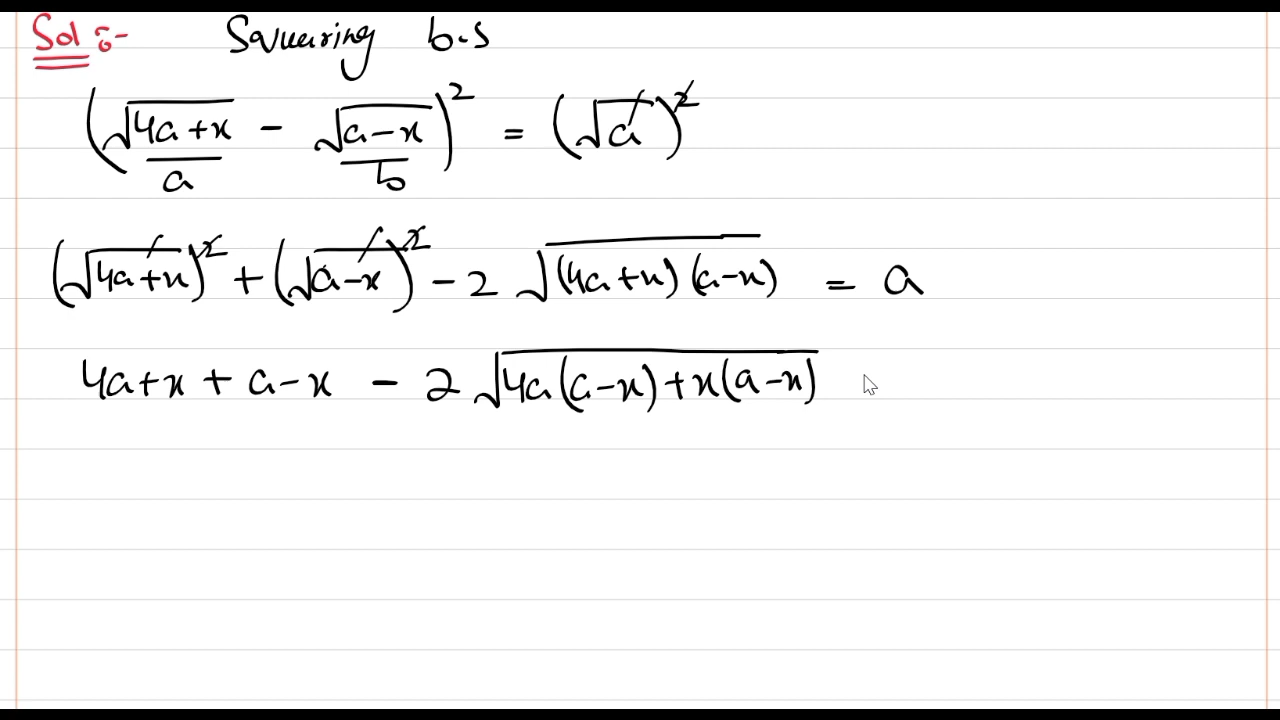 Sol :- Squaring b.s
(√(4a+x) - √(a-x))² = (√a)²
a b
(√(4a+x))² + (√(a-x))² - 2 √((4a+x)(a-x)) = a
4a+x + a-x - 2 √(4a(a-x)+x(a-x))